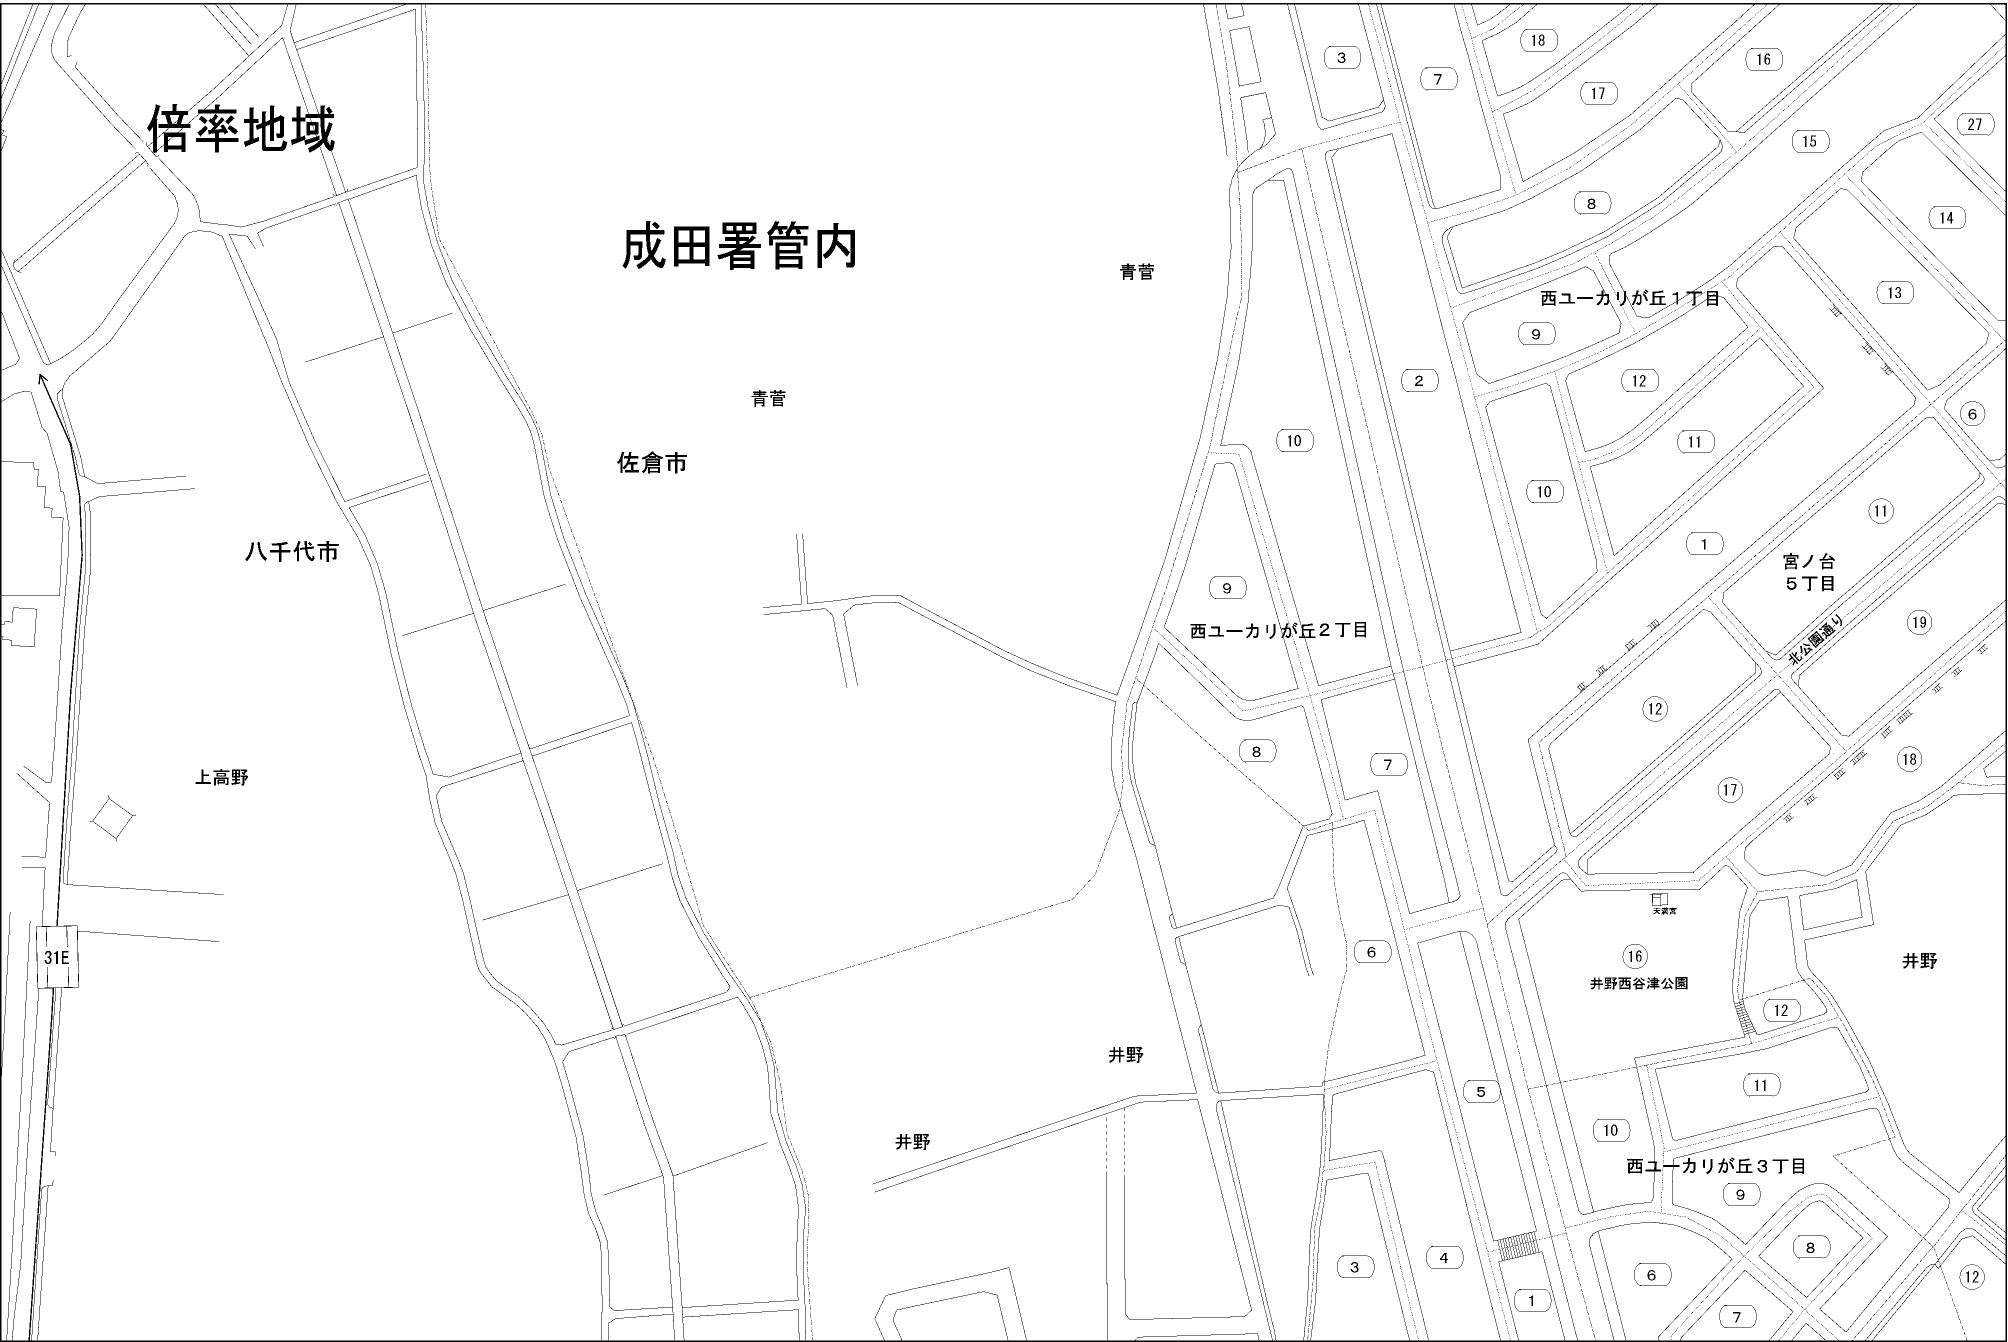 倍率地域
成田署管内
佐倉市
八千代市
上高野
31E
青菅
青菅
井野
井野
井野
3
7
18
17
16
15
27
8
14
13
西ユーカリが丘1丁目
9
12
2
10
11
6
10
1
11
宮ノ台
5丁目
北公園通り
19
9
西ユーカリが丘2丁目
12
8
7
17
18
天満宮
6
16
井野西谷津公園
12
5
11
10
西ユーカリが丘3丁目
9
3
4
6
8
12
1
7